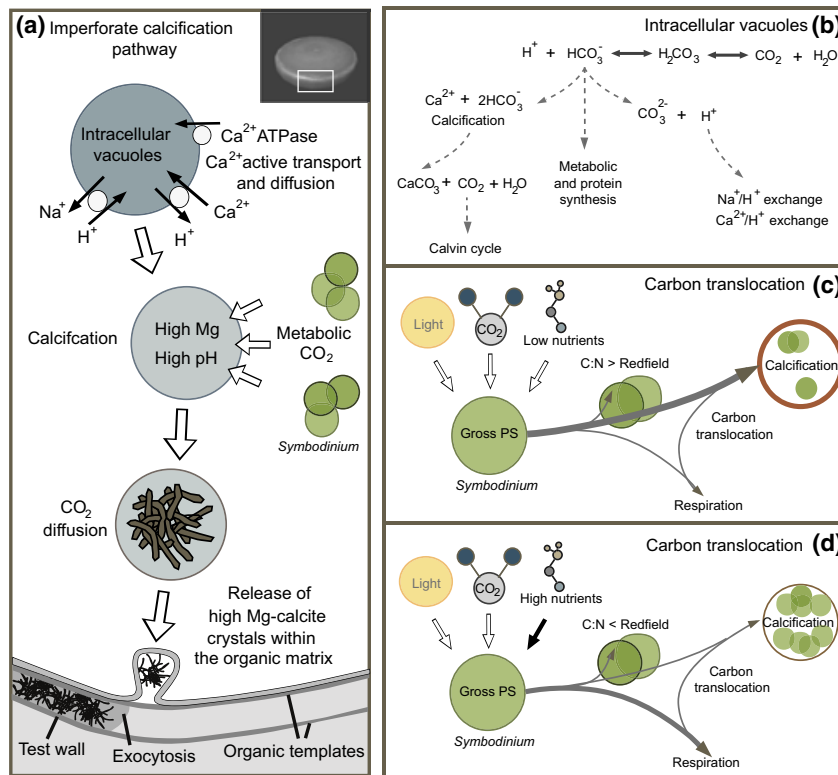 (a) Imperforate calcification
pathway
Intracellular
vacuoles
Ca²⁺ATPase
Ca²⁺active transport
and diffusion
Na⁺
H⁺
H⁺
Ca²⁺
Calcifcation
High Mg
High pH
Metabolic
CO₂
Symbodinium
CO₂
diffusion
Release of
high Mg-calcite
crystals within
the organic matrix
Test wall
Exocytosis
Organic templates
Intracellular vacuoles (b)
H⁺ + HCO₃⁻ H₂CO₃ CO₂ + H₂O
Ca²⁺ + 2HCO₃⁻
Calcification
CO₃²⁻ + H⁺
CaCO₃ + CO₂ + H₂O
Metabolic
and protein
synthesis
Na⁺/H⁺ exchange
Ca²⁺/H⁺ exchange
Calvin cycle
Carbon translocation (c)
Light
CO₂
Low nutrients
C:N > Redfield
Calcification
Gross PS
Carbon
translocation
Symbodinium
Respiration
Carbon translocation (d)
Light
CO₂
High nutrients
C:N < Redfield
Calcification
Gross PS
Carbon
translocation
Symbodinium
Respiration